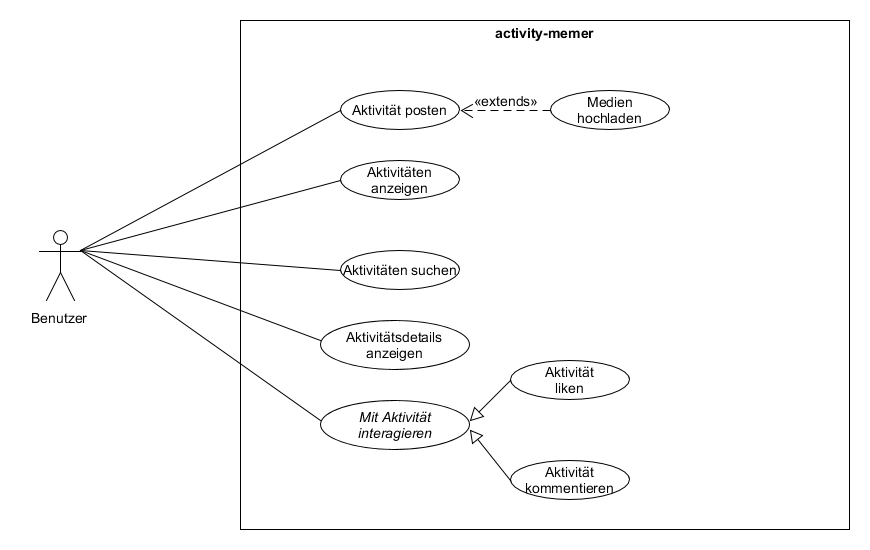 activity-memer
Aktivität posten
«extends»
Medien
hochladen
Aktivitäten
anzeigen
Aktivitäten suchen
Benutzer
Aktivitätsdetails
anzeigen
Aktivität
liken
Mit Aktivität
interagieren
Aktivität
kommentieren